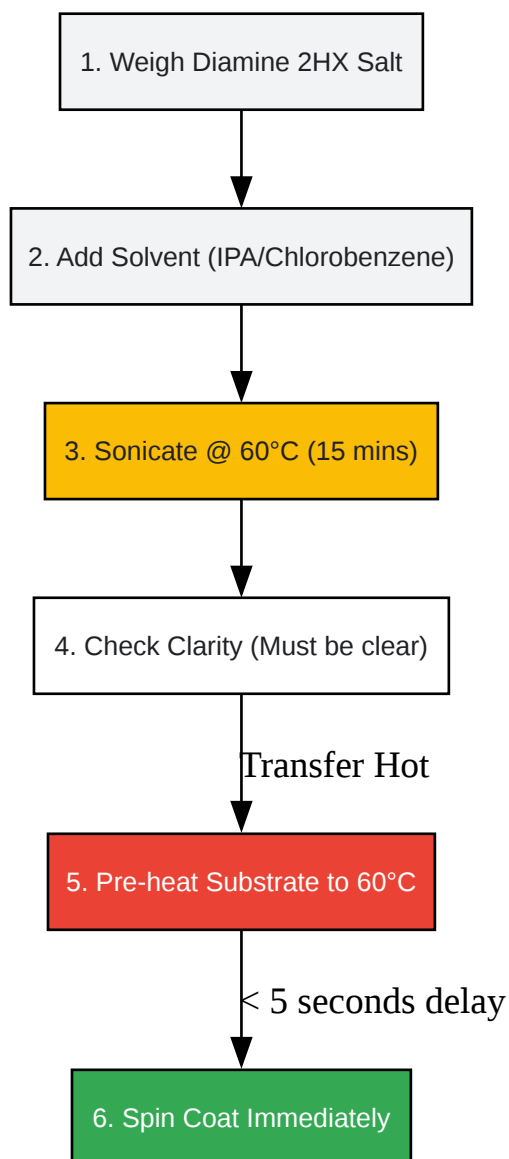 1. Weigh Diamine 2HX Salt
2. Add Solvent (IPA/Chlorobenzene)
3. Sonicate @ 60°C (15 mins)
4. Check Clarity (Must be clear)
Transfer Hot
5. Pre-heat Substrate to 60°C
< 5 seconds delay
6. Spin Coat Immediately